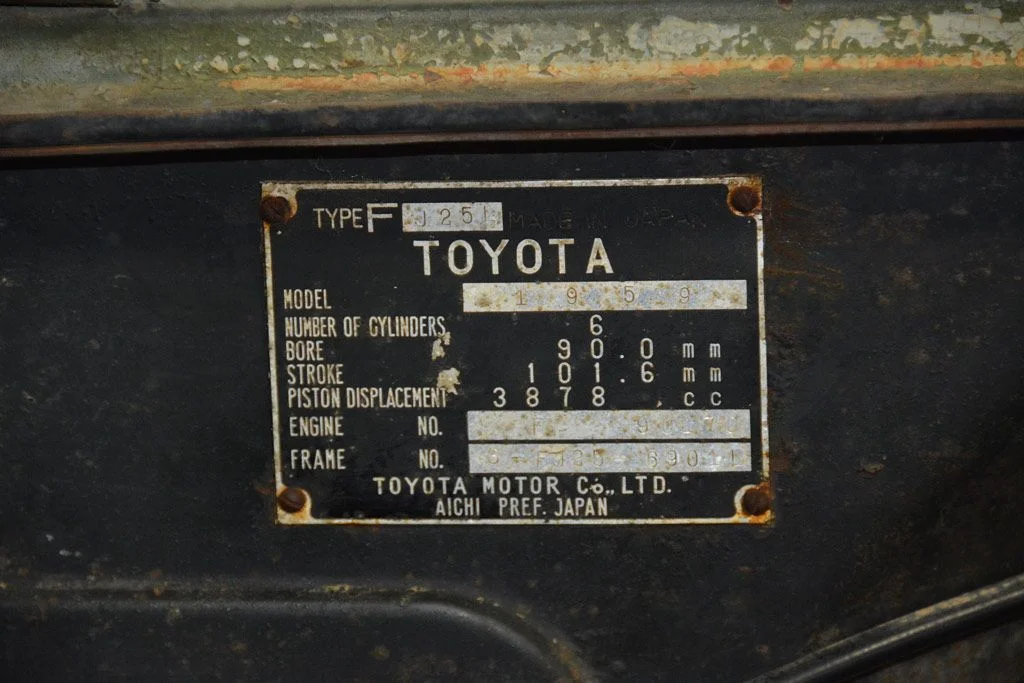 TYPE F J25L MADE IN JAPAN
TOYOTA
MODEL 1959
NUMBER OF CYLINDERS 6
BORE 90.0 mm
STROKE 101.6 mm
PISTON DISPLACEMENT 3878 .cc
ENGINE NO.
FRAME NO.
TOYOTA MOTOR Co., LTD.
AICHI PREF. JAPAN